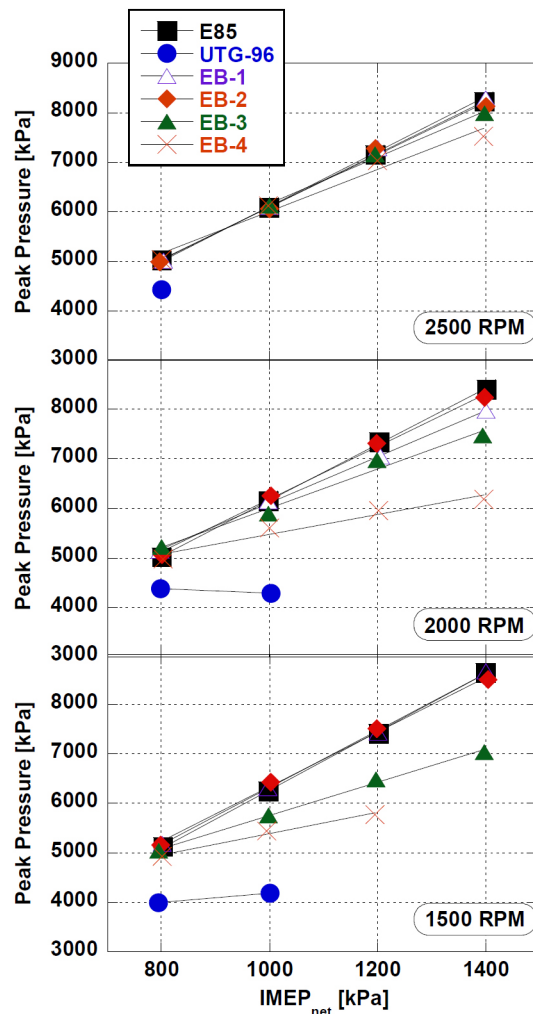 E85
UTG-96
EB-1
EB-2
EB-3
EB-4
9000
8000
7000
6000
5000
4000
3000
Peak Pressure [kPa]
2500 RPM
8000
7000
6000
5000
4000
3000
Peak Pressure [kPa]
2000 RPM
8000
7000
6000
5000
4000
3000
Peak Pressure [kPa]
1500 RPM
800 1000 1200 1400
IMEPnet [kPa]